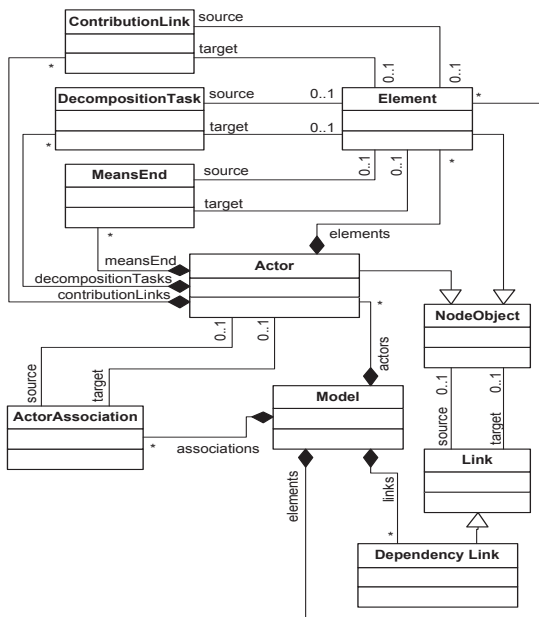 ContributionLink
source
target
*
0..1
0..1
DecompositionTask
source
0..1
Element
*
target
0..1
*
MeansEnd
source
0..1
0..1
*
target
*
elements
meansEnd
decompositionTasks
contributionLinks
Actor
*
NodeObject
0..1
0..1
source
target
actors
source 0..1
target 0..1
ActorAssociation
*
associations
Model
elements
links
*
Link
Dependency Link